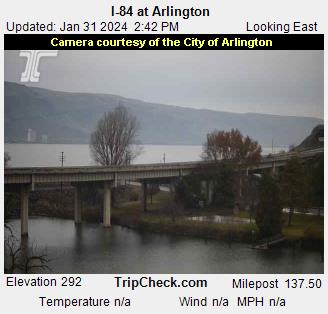 I-84 at Arlington
Updated: Jan 31 2024 2:42 PM Looking East
Camera courtesy of the City of Arlington
Elevation 292 TripCheck.com Milepost 137.50
Temperature n/a Wind n/a MPH n/a